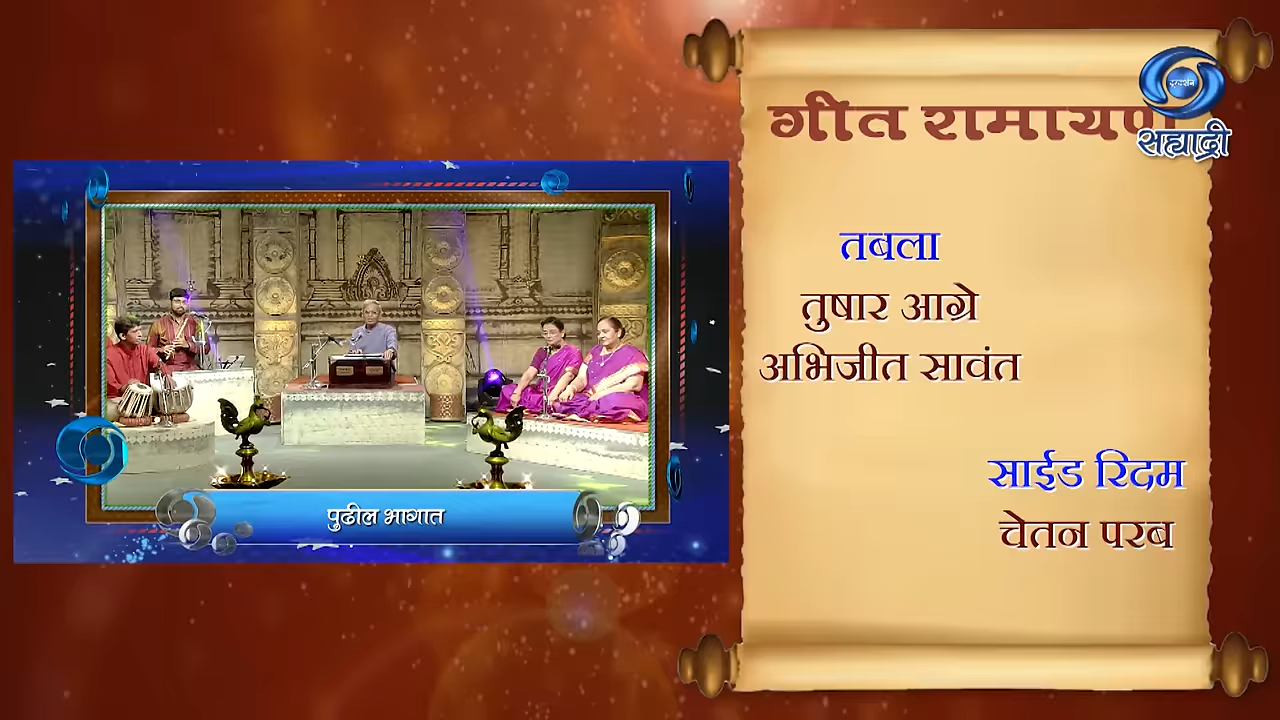 गीत रामायण
सह्याद्री
तबला
तुषार आग्रे
अभिजीत सावंत
साईड रिदम
चेतन परब
पुढील भागात